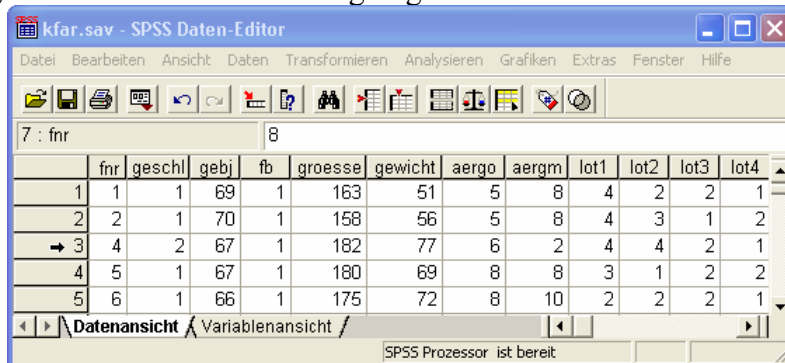 kfar.sav - SPSS Daten-Editor
Datei Bearbeiten Ansicht Daten Transformieren Analysieren Grafiken Extras Fenster Hilfe
7 : fnr 8
fnr geschl gebj fb groesse gewicht aergo aergm lot1 lot2 lot3 lot4
1 1 1 69 1 163 51 5 8 4 2 2 1
2 2 1 70 1 158 56 5 8 4 3 1 2
3 4 2 67 1 182 77 6 2 4 4 2 1
4 5 1 67 1 180 69 8 8 3 1 2 2
5 6 1 66 1 175 72 8 10 2 2 2 1
Datenansicht Variablenansicht
SPSS Prozessor ist bereit